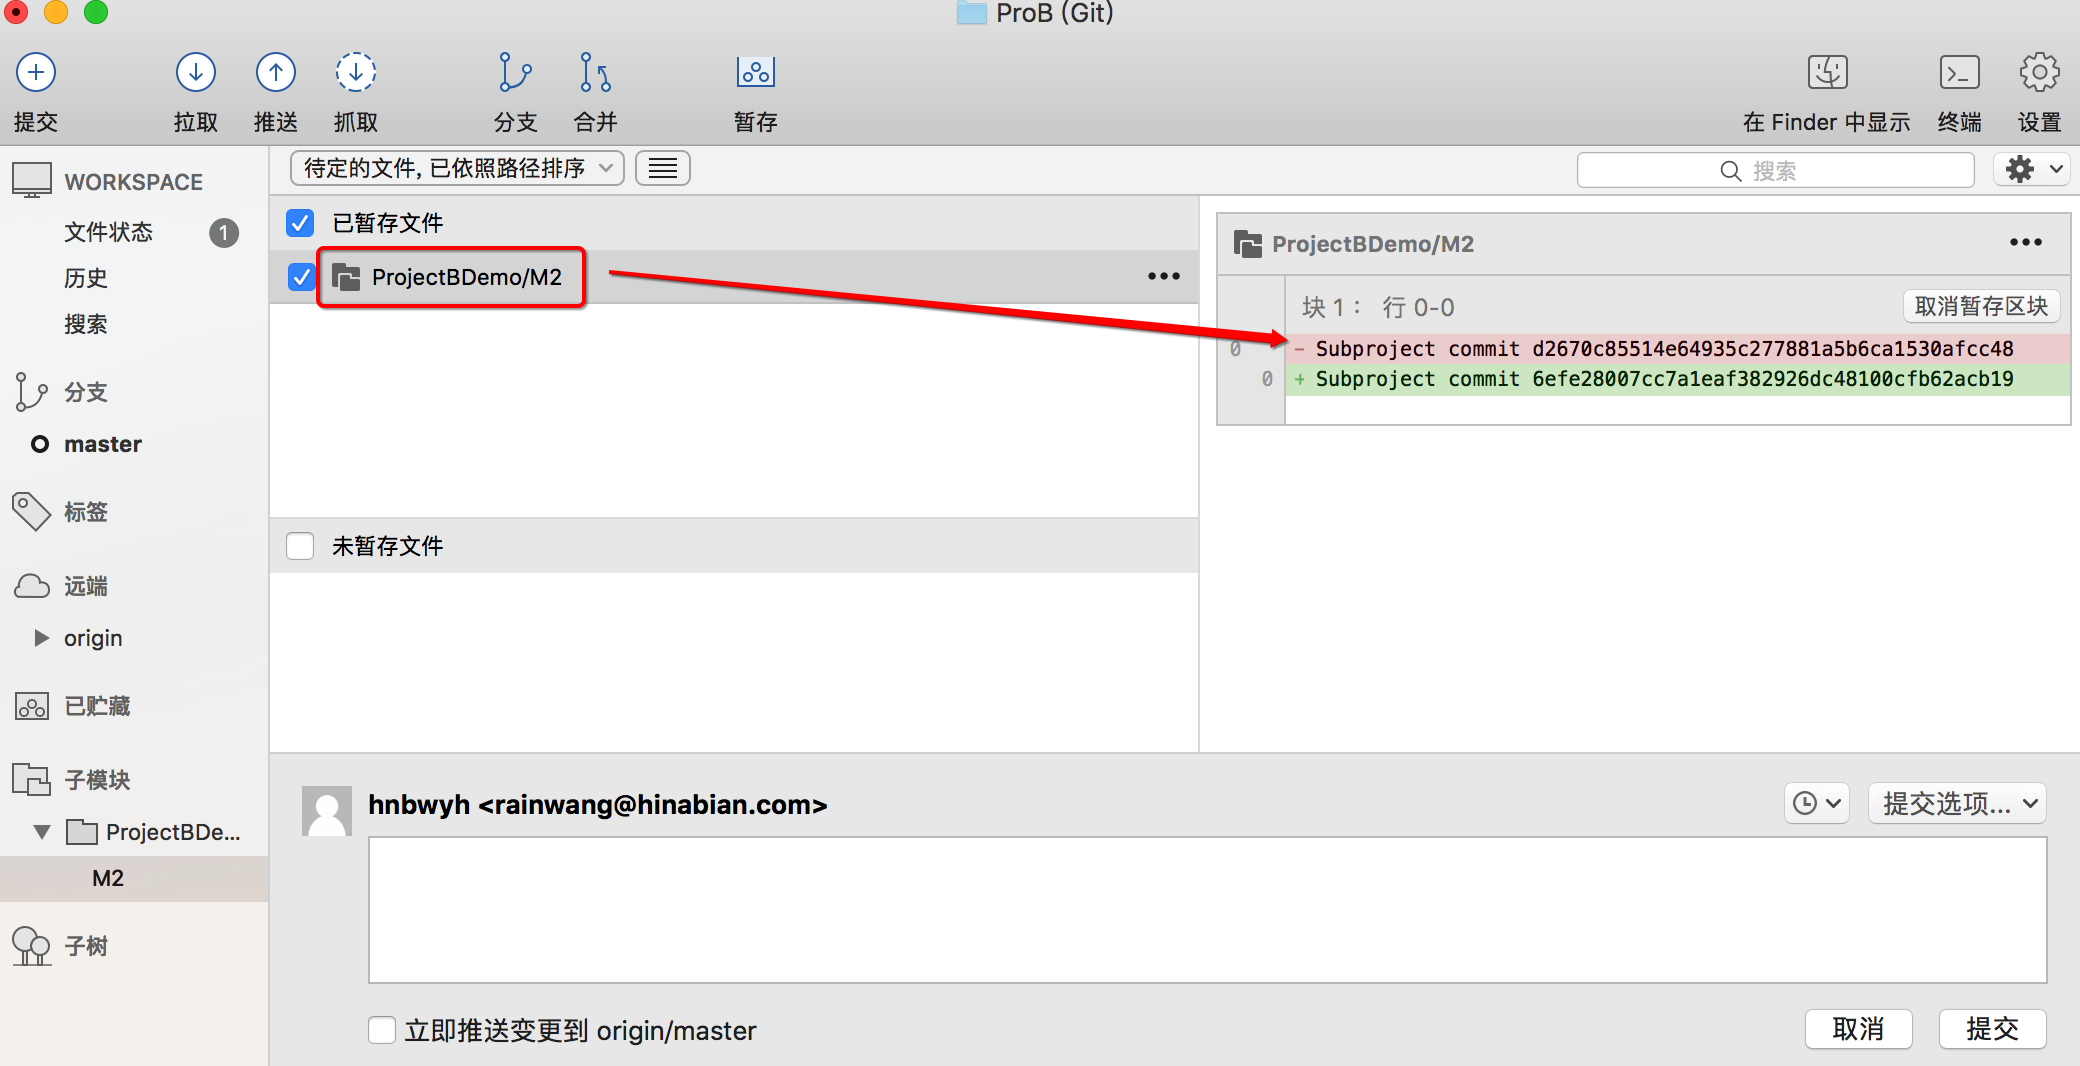 ProB (Git)
提交
拉取
推送
抓取
分支
合并
暂存
在 Finder 中显示
终端
设置
WORKSPACE
文件状态 1
历史
搜索
分支
master
标签
远端
origin
已贮藏
子模块
ProjectBDe...
M2
子树
待定的文件, 已依照路径排序
搜索
已暂存文件
ProjectBDemo/M2
未暂存文件
ProjectBDemo/M2
块 1： 行 0-0
取消暂存区块
0 - Subproject commit d2670c85514e64935c277881a5b6ca1530afcc48
0 + Subproject commit 6efe28007cc7a1eaf382926dc48100cfb62acb19
hnbwyh <rainwang@hinabian.com>
提交选项...
立即推送变更到 origin/master
取消
提交